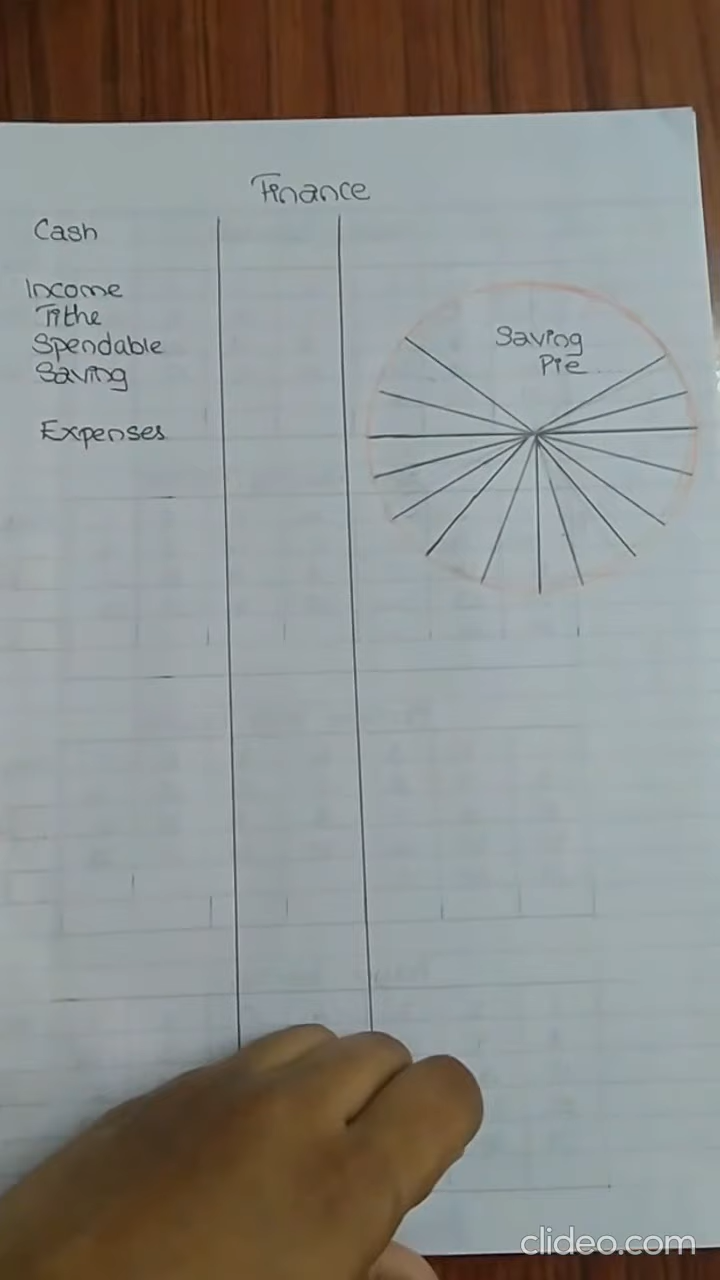 Finance
Cash
Income
Tithe
Spendable
Saving
Expenses
Saving
Pie
clideo.com